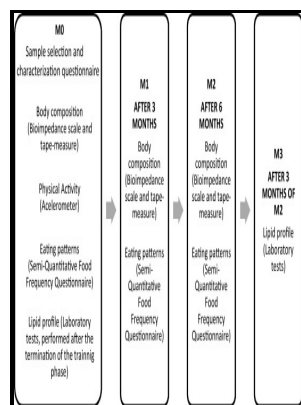 M0
Sample selection and
characterization questionnaire
Body composition
(Bioimpedance scale and
tape-measure)
Physical Activity
(Acelerometer)
Eating patterns
(Semi-Quantitative Food
Frequency Questionnaire)
Lipid profile (Laboratory
tests, performed after the
termination of the trainnig
phase)
M1
AFTER 3
MONTHS
Body
composition
(Bioimpedance
scale and tape-
measure)
Eating patterns
(Semi-
Quantitative
Food
Frequency
Questionnaire)
M2
AFTER 6
MONTHS
Body
composition
(Bioimpedance
scale and tape-
measure)
Eating patterns
(Semi-
Quantitative
Food
Frequency
Questionnaire)
M3
AFTER 3
MONTHS OF
M2
Lipid profile
(Laboratory
tests)